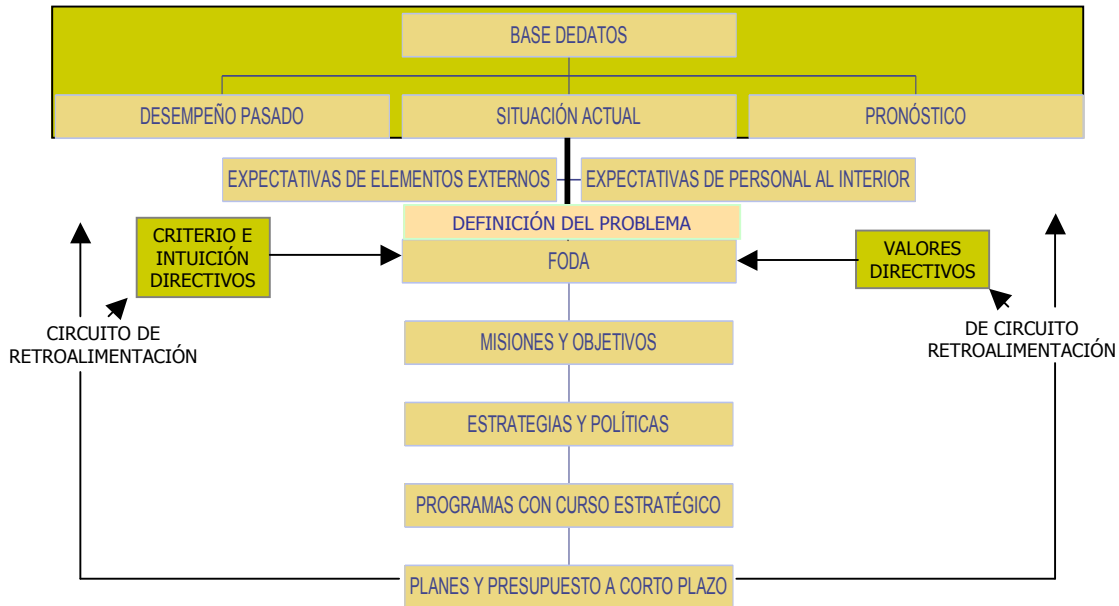 BASE DEDATOS
DESEMPEÑO PASADO
SITUACIÓN ACTUAL
PRONÓSTICO
EXPECTATIVAS DE ELEMENTOS EXTERNOS
EXPECTATIVAS DE PERSONAL AL INTERIOR
DEFINICIÓN DEL PROBLEMA
CRITERIO E
INTUICIÓN
DIRECTIVOS
FODA
VALORES
DIRECTIVOS
CIRCUITO DE
RETROALIMENTACIÓN
MISIONES Y OBJETIVOS
DE CIRCUITO
RETROALIMENTACIÓN
ESTRATEGIAS Y POLÍTICAS
PROGRAMAS CON CURSO ESTRATÉGICO
PLANES Y PRESUPUESTO A CORTO PLAZO